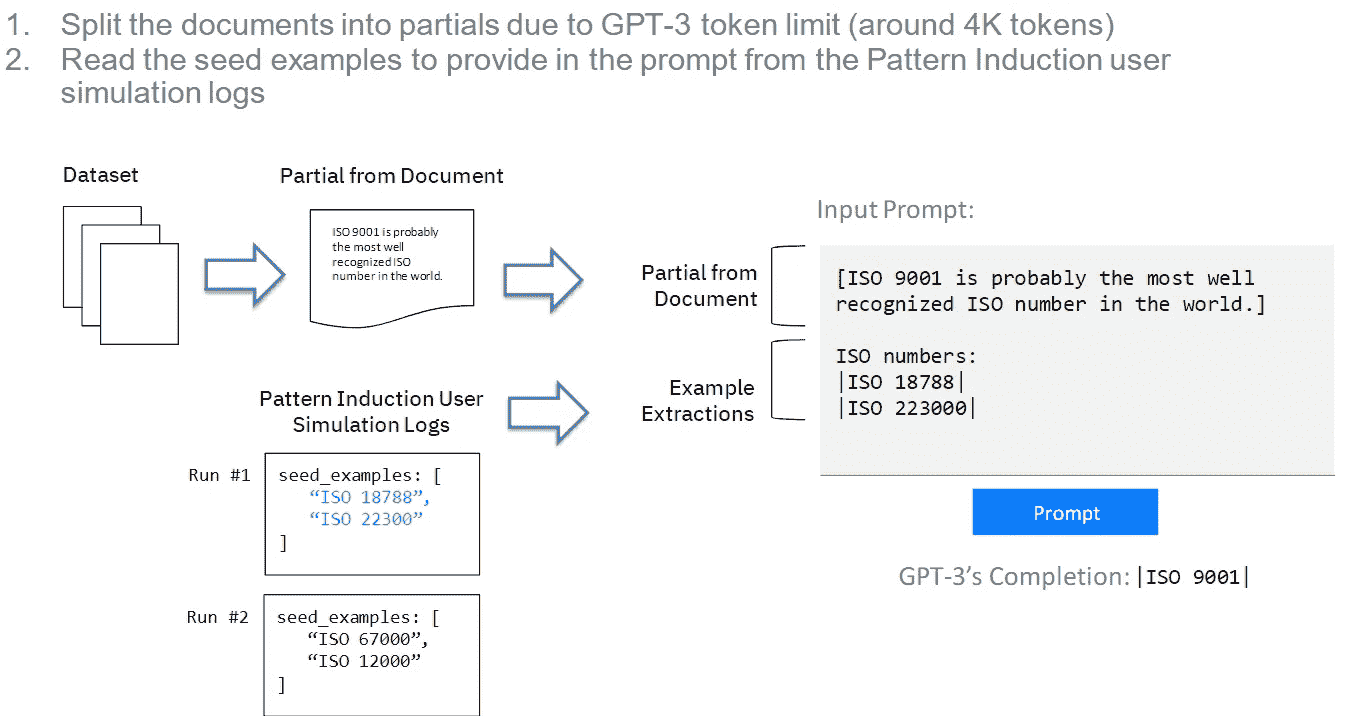 1. Split the documents into partials due to GPT-3 token limit (around 4K tokens)
2. Read the seed examples to provide in the prompt from the Pattern Induction user
simulation logs
Dataset
Partial from Document
ISO 9001 is probably
the most well
recognized ISO
number in the world.
Input Prompt:
Partial from
Document
[ISO 9001 is probably the most well
recognized ISO number in the world.]
Example
Extractions
ISO numbers:
|ISO 18788|
|ISO 223000|
Pattern Induction User
Simulation Logs
Run #1
seed_examples: [
“ISO 18788”,
“ISO 22300”
]
Prompt
GPT-3’s Completion: |ISO 9001|
Run #2
seed_examples: [
“ISO 67000”,
“ISO 12000”
]